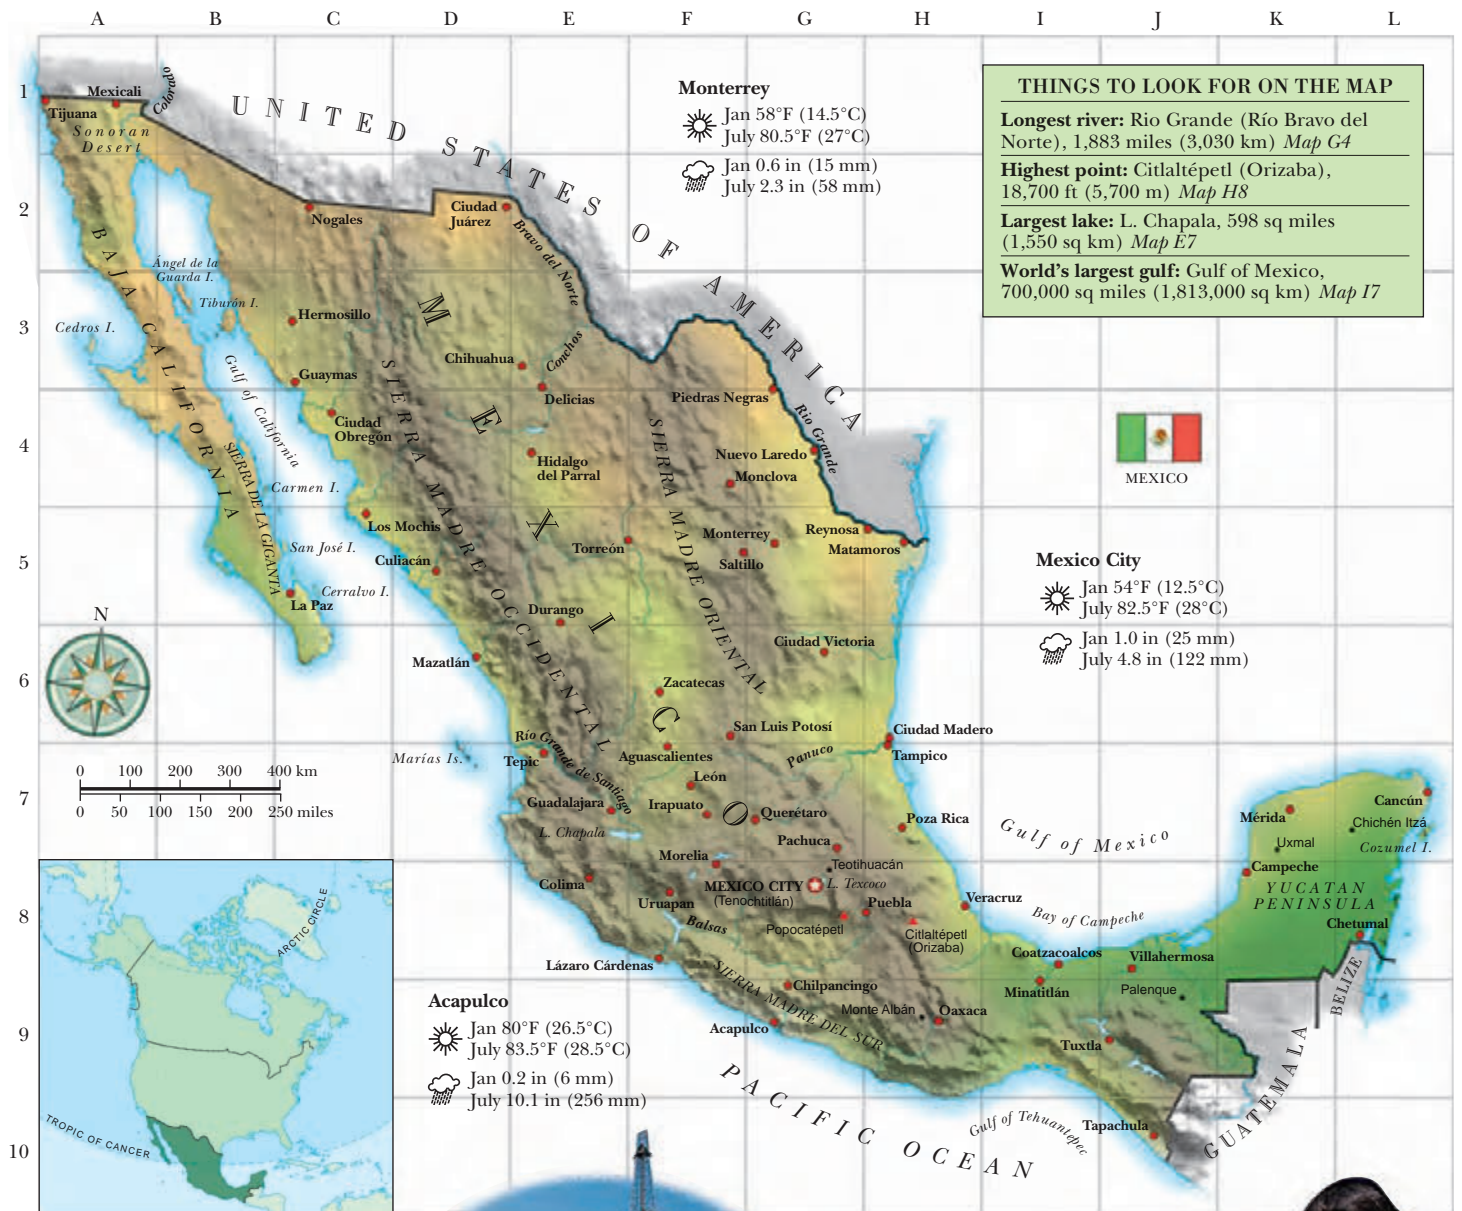 A B C D E F G H I J K L
1
2
3
4
5
6
7
8
9
10
UNITED STATES OF AMERICA
Colorado
Mexicali
Tijuana
Sonoran
Desert
Monterrey
Jan 58°F (14.5°C)
July 80.5°F (27°C)
Jan 0.6 in (15 mm)
July 2.3 in (58 mm)
THINGS TO LOOK FOR ON THE MAP
Longest river: Rio Grande (Río Bravo del
Norte), 1,883 miles (3,030 km) Map G4
Highest point: Citlaltépetl (Orizaba),
18,700 ft (5,700 m) Map H8
Largest lake: L. Chapala, 598 sq miles
(1,550 sq km) Map E7
World's largest gulf: Gulf of Mexico,
700,000 sq miles (1,813,000 sq km) Map I7
Nogales
Ciudad
Juárez
Bravo del Norte
BAJA CALIFORNIA
Ángel de la
Guarda I.
Tiburón I.
Cedros I.
Hermosillo
MEXICO
Chihuahua
Conchos
Guaymas
Delicias
Gulf of California
SIERRA MADRE OCCIDENTAL
Piedras Negras
Rio Grande
Ciudad
Obregón
SIERRA MADRE ORIENTAL
Nuevo Laredo
Hidalgo
del Parral
Monclova
MEXICO
SIERRA DE LA GIGANTA
Carmen I.
Los Mochis
Monterrey
Reynosa
Matamoros
San José I.
Culiacán
Torreón
Saltillo
Cerralvo I.
La Paz
Durango
Mexico City
Jan 54°F (12.5°C)
July 82.5°F (28°C)
Jan 1.0 in (25 mm)
July 4.8 in (122 mm)
N
Ciudad Victoria
Mazatlán
Zacatecas
San Luis Potosí
Ciudad Madero
Tampico
Panuco
Marías Is.
Río Grande de Santiago
Tepic
Aguascalientes
León
0 100 200 300 400 km
0 50 100 150 200 250 miles
Guadalajara
Irapuato
Querétaro
Poza Rica
Gulf of Mexico
Mérida
Cancún
Chichén Itzá
Uxmal
Cozumel I.
L. Chapala
Pachuca
Morelia
Teotihuacán
Campeche
YUCATAN
PENINSULA
Colima
MEXICO CITY
(Tenochtitlán)
L. Texcoco
Uruapan
Puebla
Veracruz
Bay of Campeche
Chetumal
Balsas
Popocatépetl
Citlaltépetl
(Orizaba)
Coatzacoalcos
Villahermosa
Lázaro Cárdenas
SIERRA MADRE DEL SUR
Chilpancingo
Minatitlán
Palenque
BELIZE
Monte Albán
Oaxaca
Acapulco
Tuxtla
GUATEMALA
Acapulco
Jan 80°F (26.5°C)
July 83.5°F (28.5°C)
Jan 0.2 in (6 mm)
July 10.1 in (256 mm)
PACIFIC OCEAN
Gulf of Tehuantepec
Tapachula
ARCTIC CIRCLE
TROPIC OF CANCER